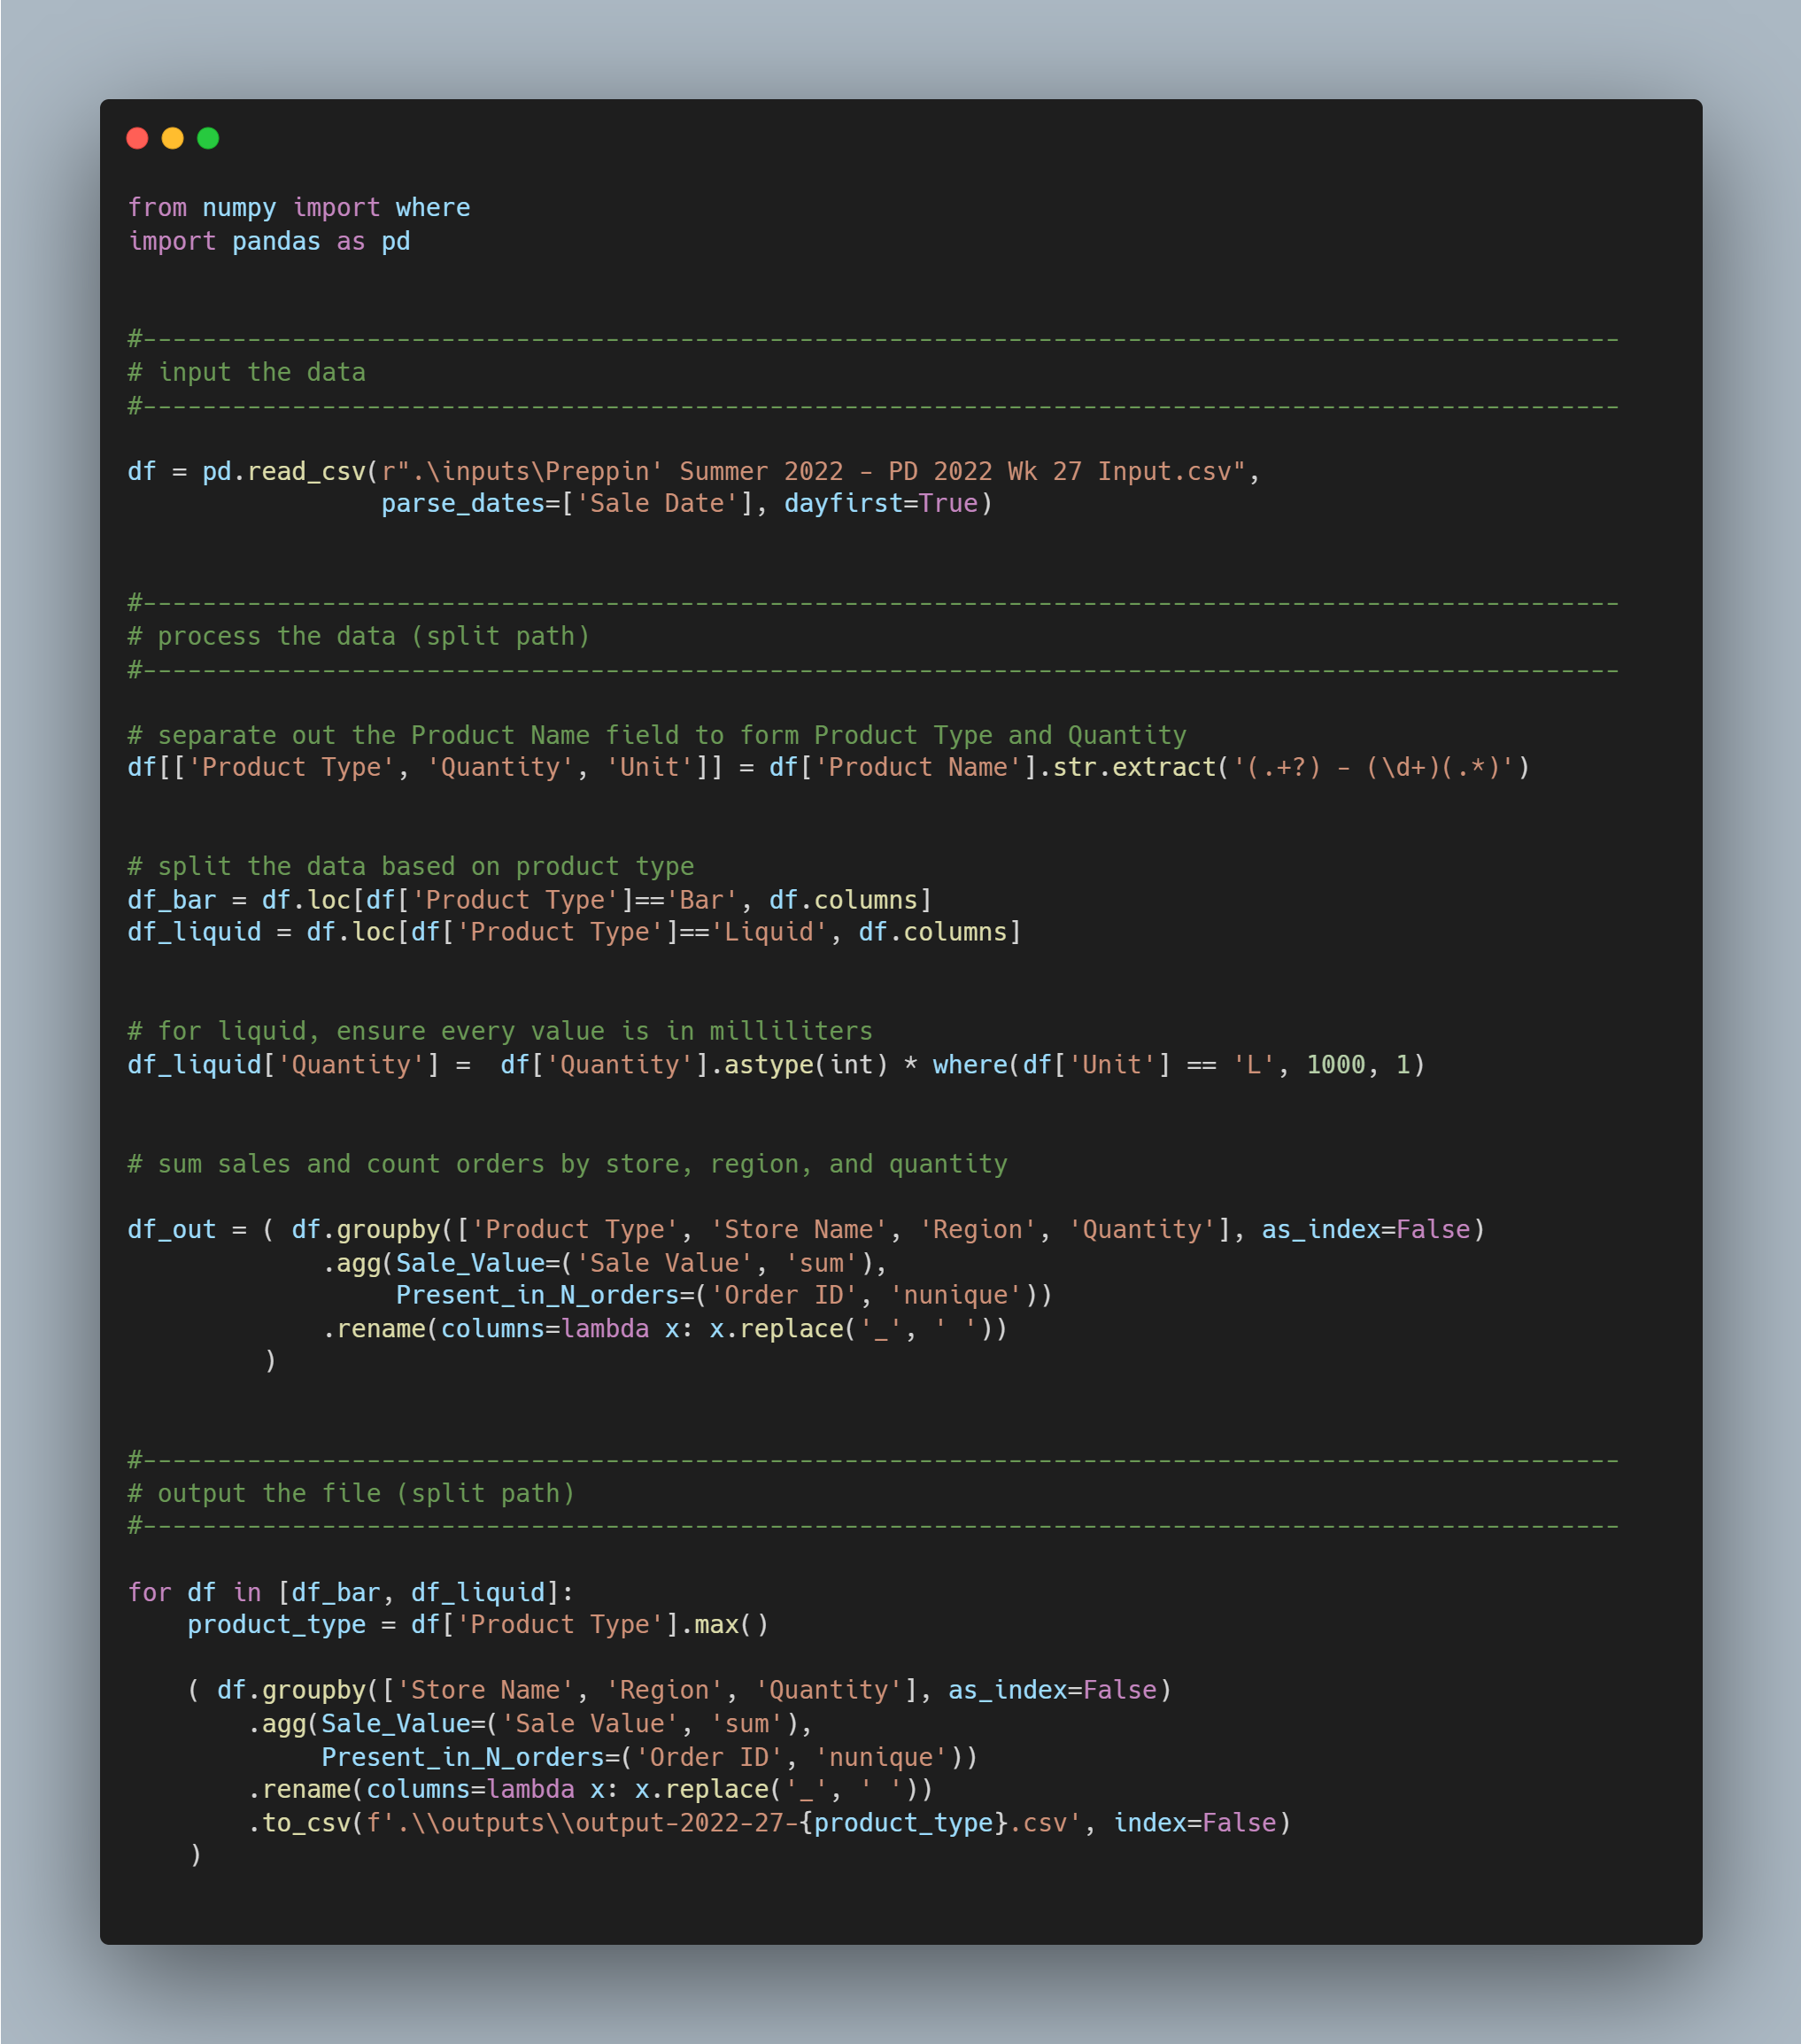 from numpy import where
import pandas as pd
#---------------------------------------------------------------------------------------------------
# input the data
#---------------------------------------------------------------------------------------------------
df = pd.read_csv(r".\inputs\Preppin' Summer 2022 - PD 2022 Wk 27 Input.csv",
                 parse_dates=['Sale Date'], dayfirst=True)
#---------------------------------------------------------------------------------------------------
# process the data (split path)
#---------------------------------------------------------------------------------------------------
# separate out the Product Name field to form Product Type and Quantity
df[['Product Type', 'Quantity', 'Unit']] = df['Product Name'].str.extract('(.+?) - (\d+)(.*)')
# split the data based on product type
df_bar = df.loc[df['Product Type']=='Bar', df.columns]
df_liquid = df.loc[df['Product Type']=='Liquid', df.columns]
# for liquid, ensure every value is in milliliters
df_liquid['Quantity'] =  df['Quantity'].astype(int) * where(df['Unit'] == 'L', 1000, 1)
# sum sales and count orders by store, region, and quantity
df_out = ( df.groupby(['Product Type', 'Store Name', 'Region', 'Quantity'], as_index=False)
             .agg(Sale_Value=('Sale Value', 'sum'),
                  Present_in_N_orders=('Order ID', 'nunique'))
             .rename(columns=lambda x: x.replace('_', ' '))
         )
#---------------------------------------------------------------------------------------------------
# output the file (split path)
#---------------------------------------------------------------------------------------------------
for df in [df_bar, df_liquid]:
    product_type = df['Product Type'].max()
    ( df.groupby(['Store Name', 'Region', 'Quantity'], as_index=False)
        .agg(Sale_Value=('Sale Value', 'sum'),
             Present_in_N_orders=('Order ID', 'nunique'))
        .rename(columns=lambda x: x.replace('_', ' '))
        .to_csv(f'.\\outputs\\output-2022-27-{product_type}.csv', index=False)
    )